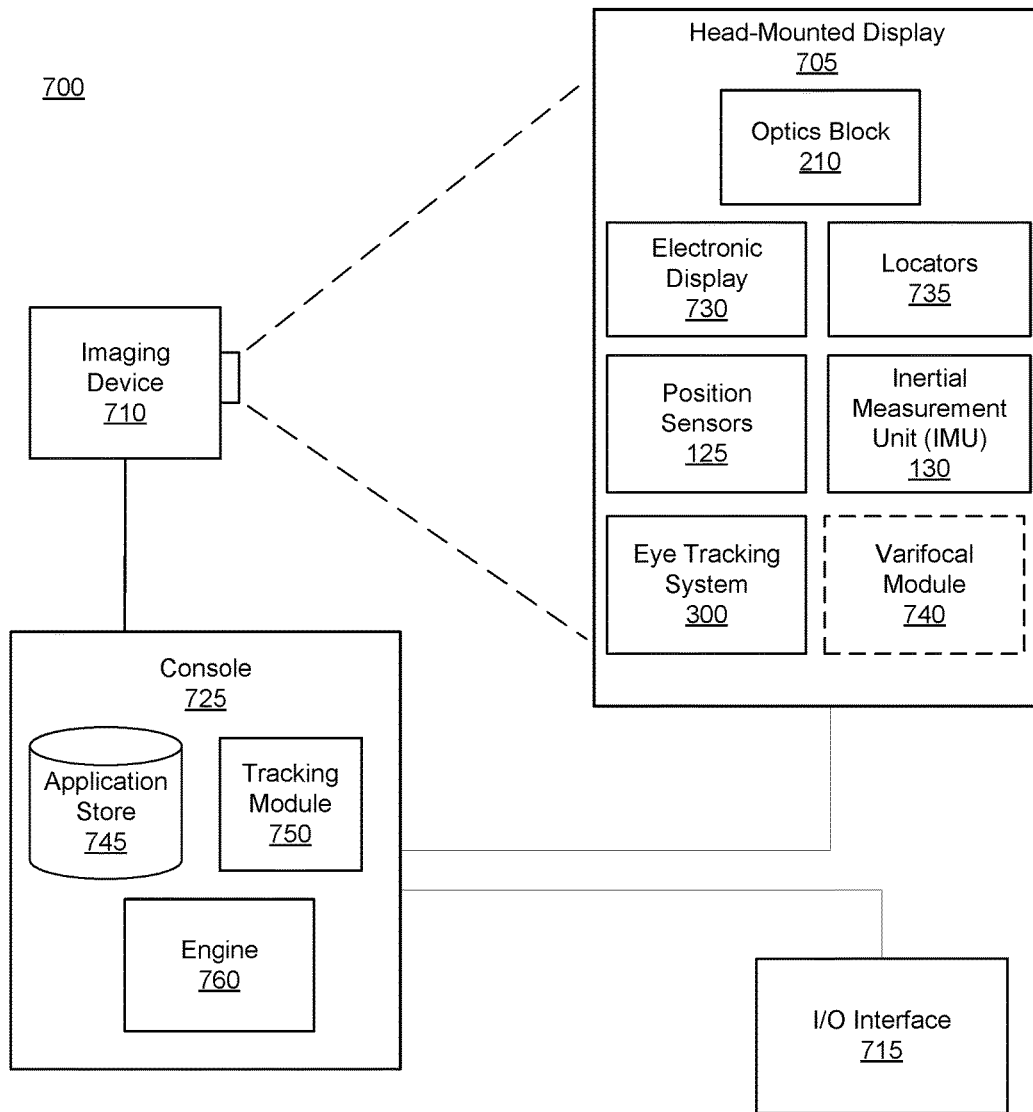 700
Head-Mounted Display
705
Optics Block
210
Electronic
Display
730
Locators
735
Imaging
Device
710
Position
Sensors
125
Inertial
Measurement
Unit (IMU)
130
Eye Tracking
System
300
Varifocal
Module
740
Console
725
Application
Store
745
Tracking
Module
750
Engine
760
I/O Interface
715